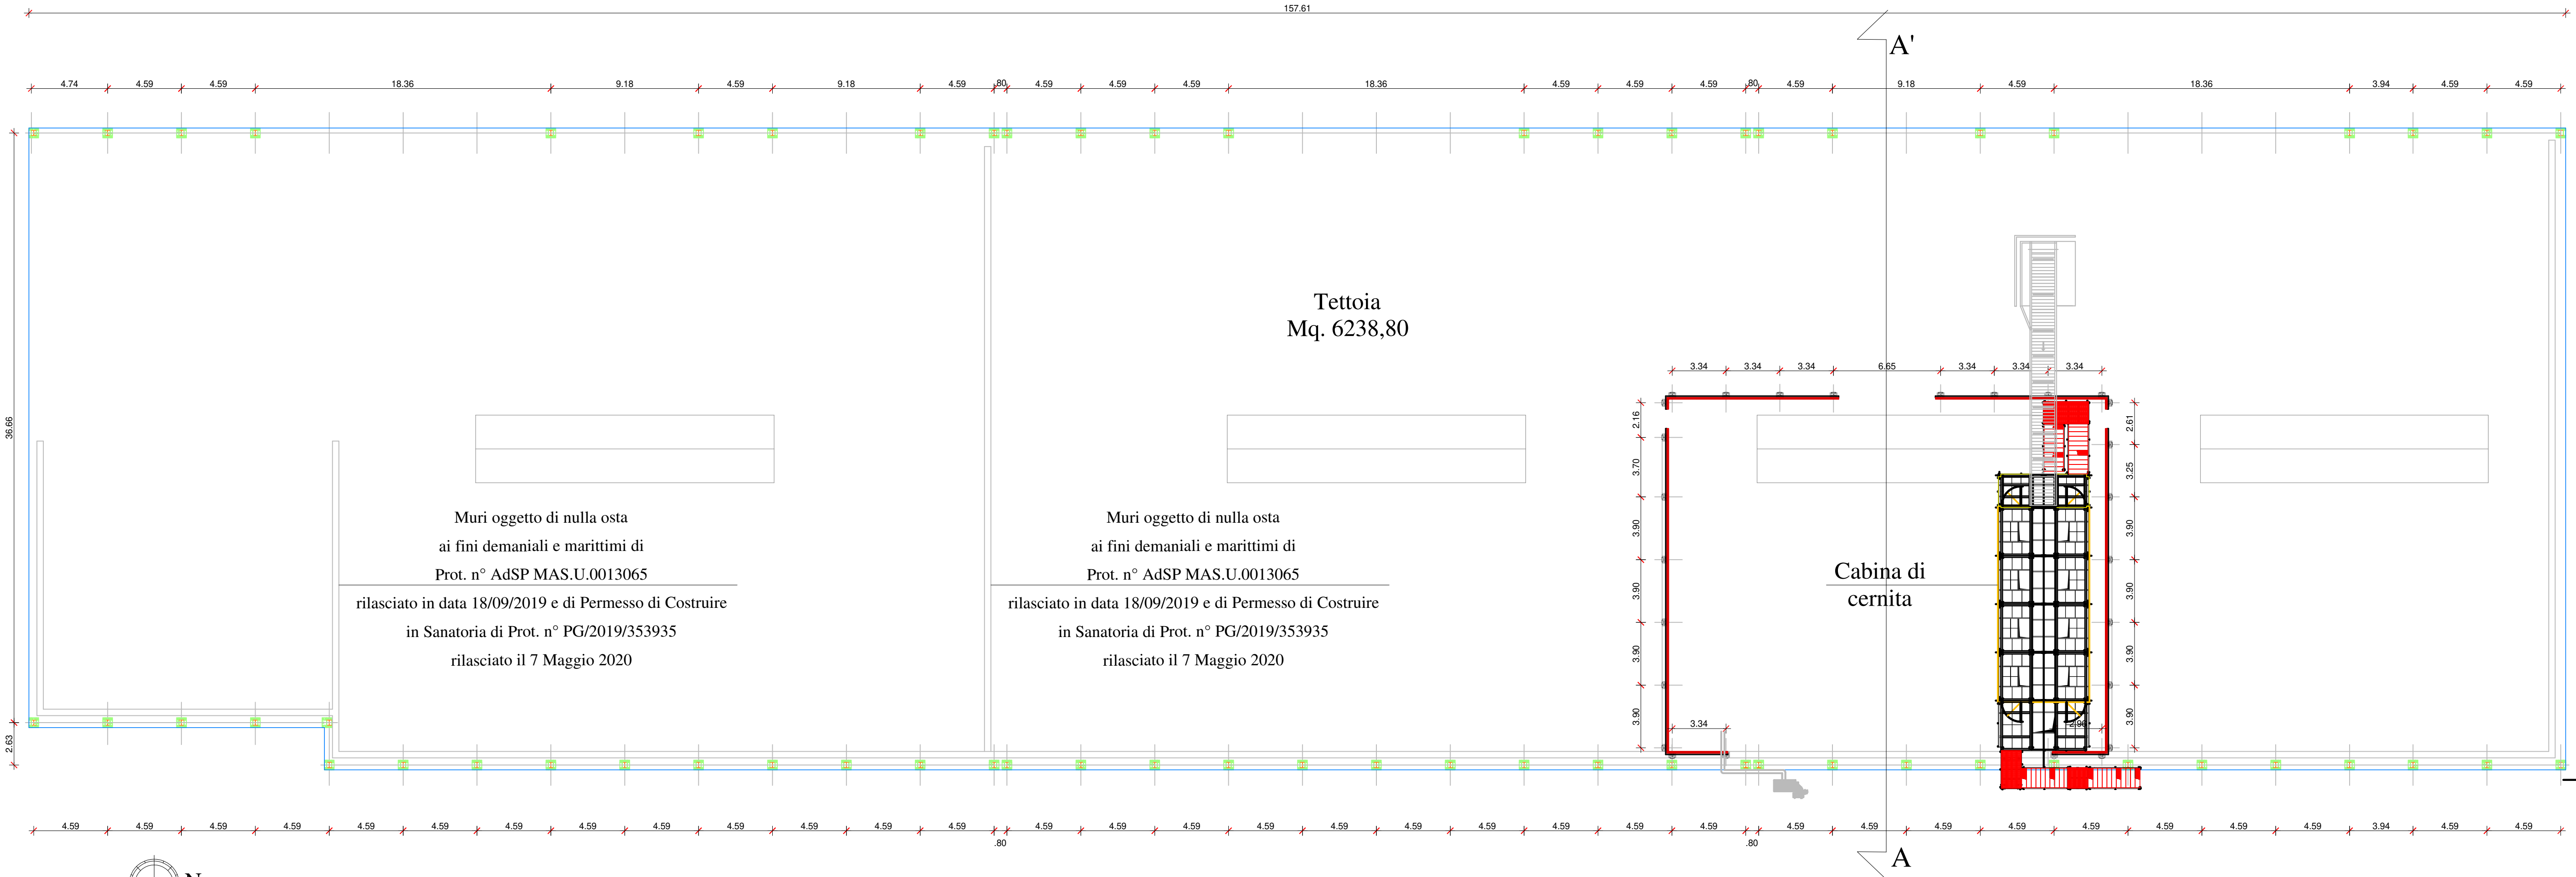 157.61
A'
4.74 4.59 4.59 18.36 9.18 4.59 9.18 4.59 .80 4.59 4.59 4.59 18.36 4.59 4.59 4.59 4.59 .80 4.59 9.18 4.59 18.36 3.94 4.59 4.59
36.66
2.63
Tettoia
Mq. 6238,80
3.34 3.34 3.34 6.65 3.34 3.34 3.34
2.16
3.70
3.90
3.90
3.90
3.90
2.61
3.25
3.90
3.90
3.90
3.90
Muri oggetto di nulla osta
ai fini demaniali e marittimi di
Prot. n° AdSP MAS.U.0013065
rilasciato in data 18/09/2019 e di Permesso di Costruire
in Sanatoria di Prot. n° PG/2019/353935
rilasciato il 7 Maggio 2020
Muri oggetto di nulla osta
ai fini demaniali e marittimi di
Prot. n° AdSP MAS.U.0013065
rilasciato in data 18/09/2019 e di Permesso di Costruire
in Sanatoria di Prot. n° PG/2019/353935
rilasciato il 7 Maggio 2020
Cabina di
cernita
3.34
4.59 4.59 4.59 4.59 4.59 4.59 4.59 4.59 4.59 4.59 4.59 4.59 4.59 .80 4.59 4.59 4.59 4.59 4.59 4.59 4.59 4.59 4.59 4.59 .80 4.59 4.59 4.59 4.59 4.59 4.59 4.59 4.59 3.94 4.59 4.59
A